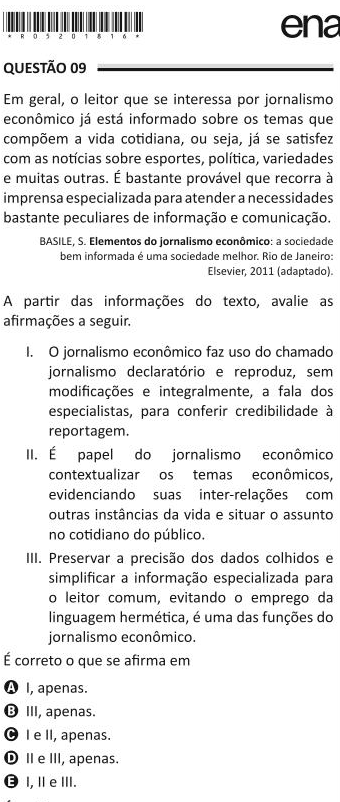 * R 0 5 2 0 1 8 1 6 *
ena
QUESTÃO 09
Em geral, o leitor que se interessa por jornalismo
econômico já está informado sobre os temas que
compõem a vida cotidiana, ou seja, já se satisfez
com as notícias sobre esportes, política, variedades
e muitas outras. É bastante provável que recorra à
imprensa especializada para atender a necessidades
bastante peculiares de informação e comunicação.
BASILE, S. Elementos do jornalismo econômico: a sociedade
bem informada é uma sociedade melhor. Rio de Janeiro:
Elsevier, 2011 (adaptado).
A partir das informações do texto, avalie as
afirmações a seguir.
I. O jornalismo econômico faz uso do chamado
jornalismo declaratório e reproduz, sem
modificações e integralmente, a fala dos
especialistas, para conferir credibilidade à
reportagem.
II. É papel do jornalismo econômico
contextualizar os temas econômicos,
evidenciando suas inter-relações com
outras instâncias da vida e situar o assunto
no cotidiano do público.
III. Preservar a precisão dos dados colhidos e
simplificar a informação especializada para
o leitor comum, evitando o emprego da
linguagem hermética, é uma das funções do
jornalismo econômico.
É correto o que se afirma em
A I, apenas.
B III, apenas.
C I e II, apenas.
D II e III, apenas.
E I, II e III.